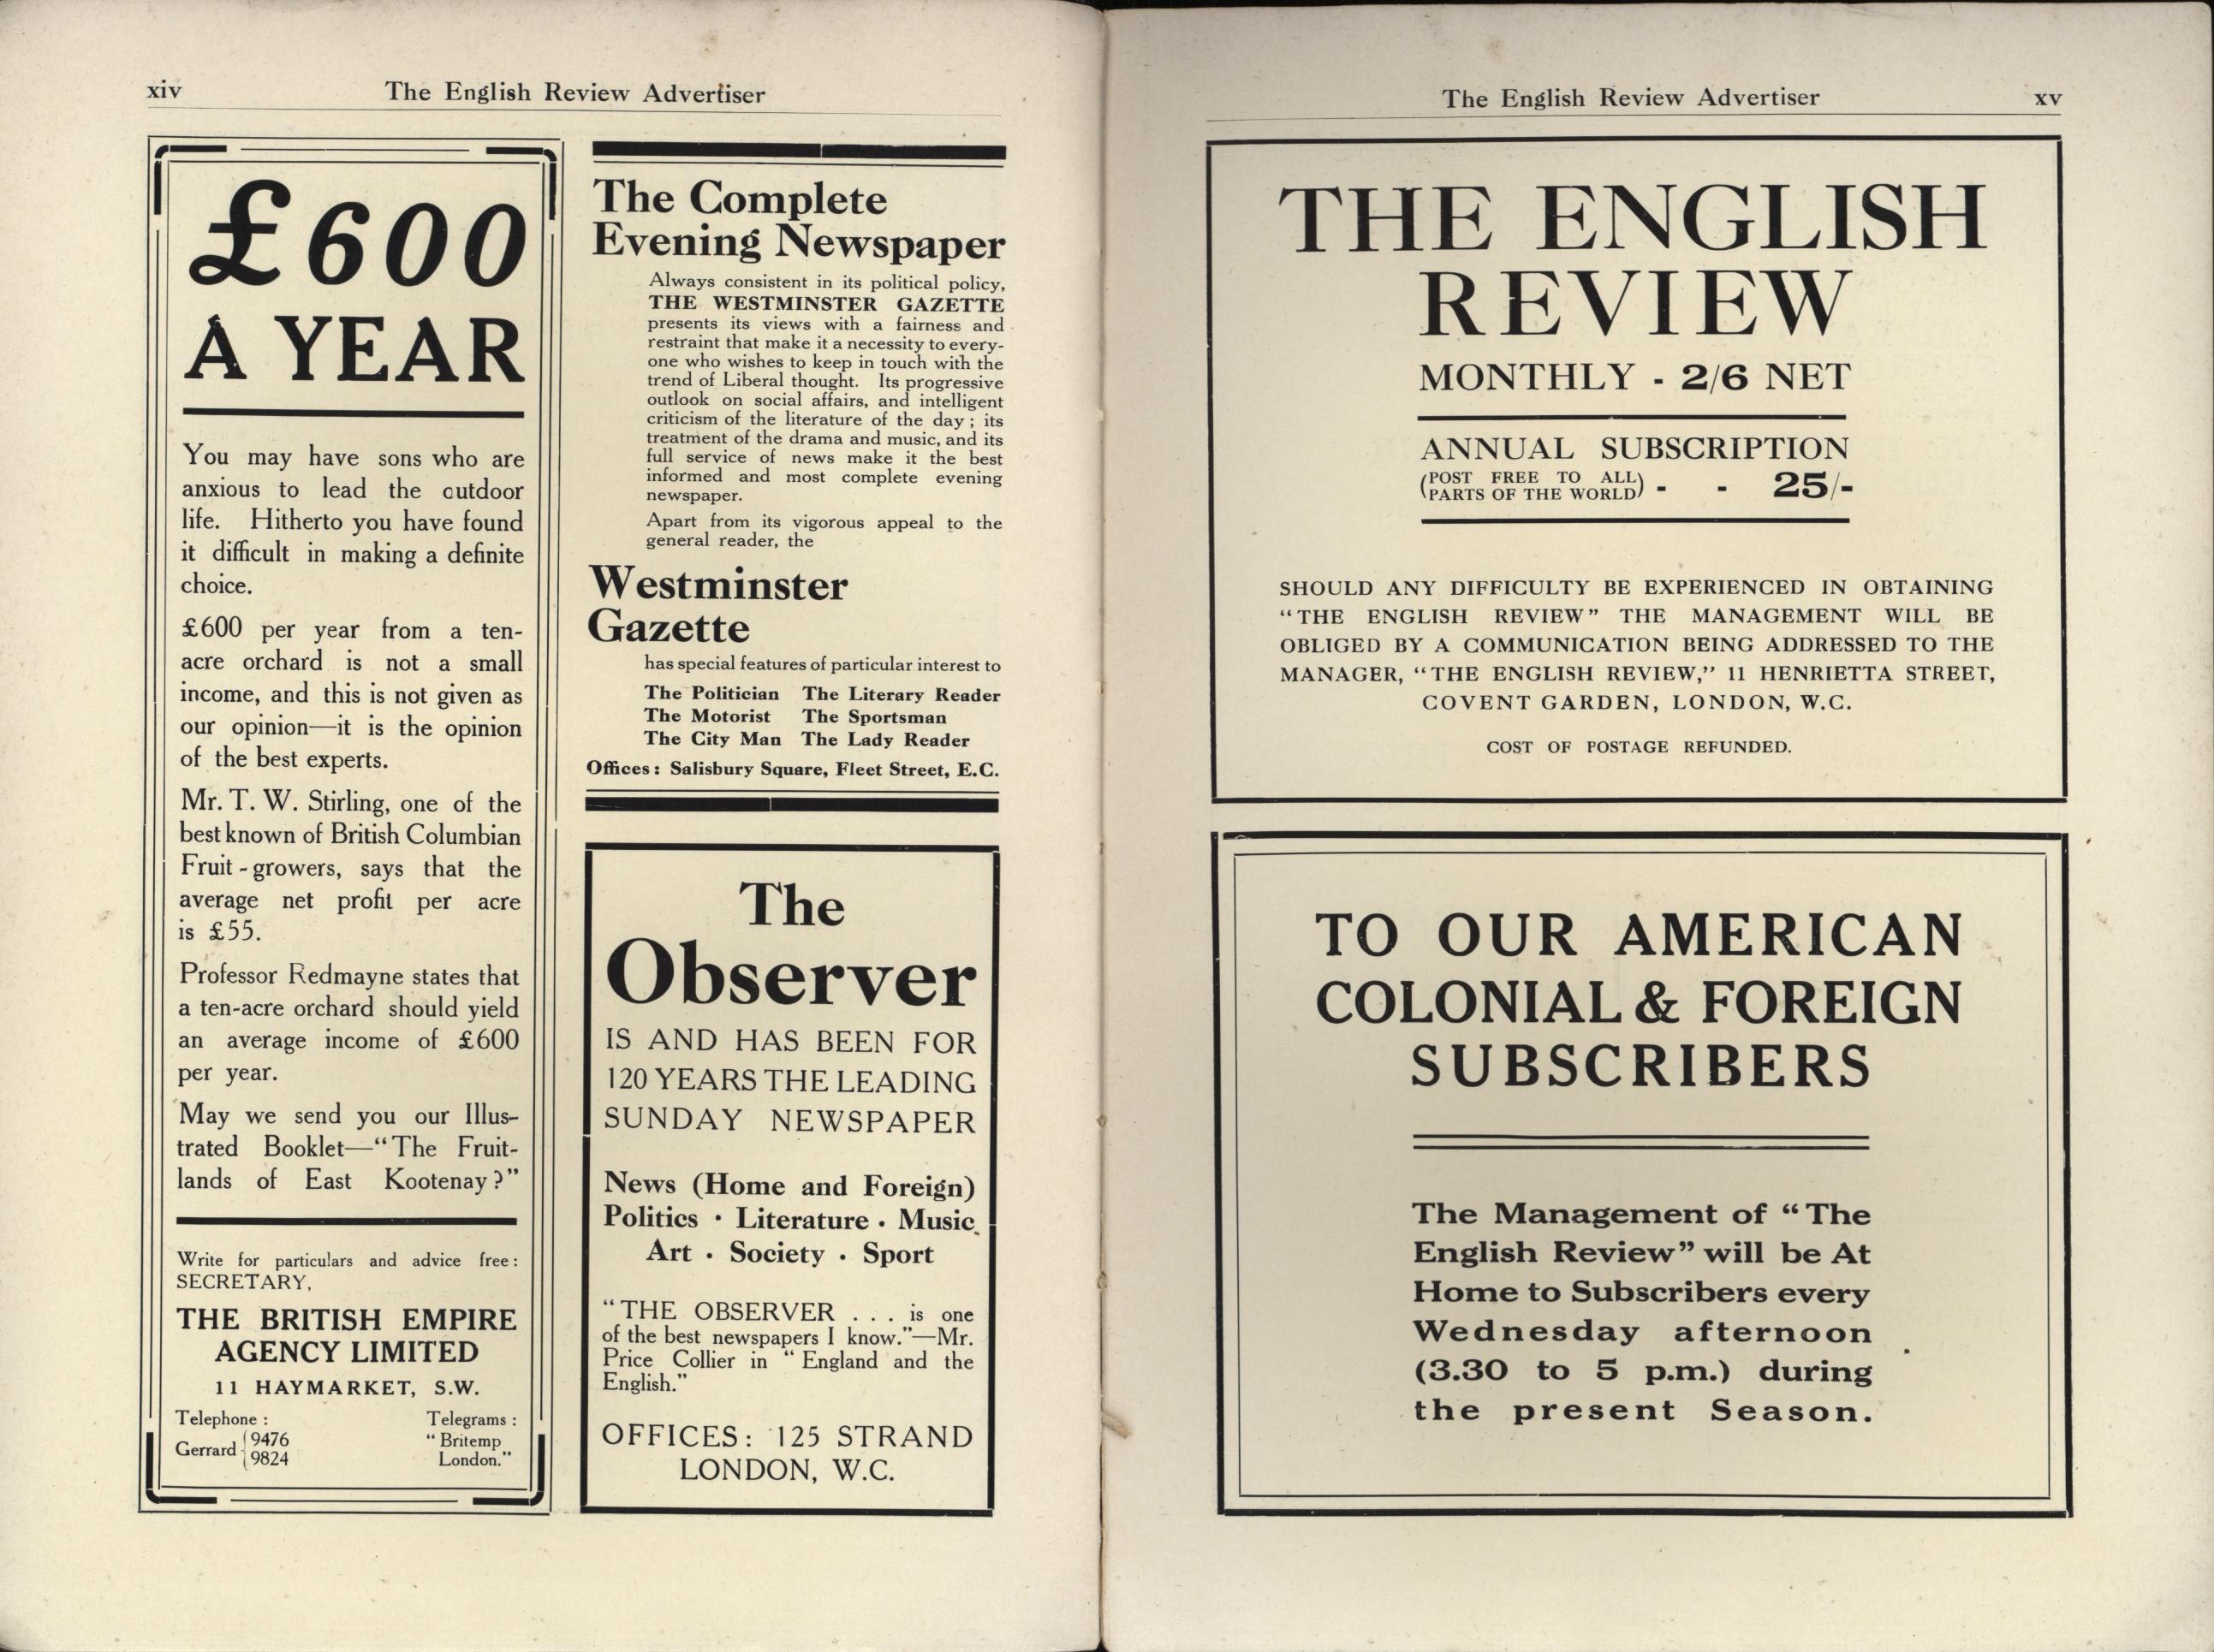 xiv
The English Review Advertiser
£600
A YEAR
You may have sons who are
anxious to lead the outdoor
life. Hitherto you have found
it difficult in making a definite
choice.
£600 per year from a ten-
acre orchard is not a small
income, and this is not given as
our opinion—it is the opinion
of the best experts.
Mr. T. W. Stirling, one of the
best known of British Columbian
Fruit-growers, says that the
average net profit per acre
is £55.
Professor Redmayne states that
a ten-acre orchard should yield
an average income of £600
per year.
May we send you our Illus-
trated Booklet—"The Fruit-
lands of East Kootenay?"
Write for particulars and advice free:
SECRETARY,
THE BRITISH EMPIRE
AGENCY LIMITED
11 HAYMARKET, S.W.
Telephone: Telegrams:
Gerrard {9476 9824 "Britemp
London."
The Complete
Evening Newspaper
Always consistent in its political policy,
THE WESTMINSTER GAZETTE
presents its views with a fairness and
restraint that make it a necessity to every-
one who wishes to keep in touch with the
trend of Liberal thought. Its progressive
outlook on social affairs, and intelligent
criticism of the literature of the day; its
treatment of the drama and music, and its
full service of news make it the best
informed and most complete evening
newspaper.
Apart from its vigorous appeal to the
general reader, the
Westminster
Gazette
has special features of particular interest to
The Politician The Literary Reader
The Motorist The Sportsman
The City Man The Lady Reader
Offices: Salisbury Square, Fleet Street, E.C.
The
Observer
IS AND HAS BEEN FOR
120 YEARS THE LEADING
SUNDAY NEWSPAPER
News (Home and Foreign)
Politics · Literature · Music
Art · Society · Sport
"THE OBSERVER . . . is one
of the best newspapers I know."—Mr.
Price Collier in "England and the
English."
OFFICES: 125 STRAND
LONDON, W.C.
The English Review Advertiser
xv
THE ENGLISH
REVIEW
MONTHLY - 2/6 NET
ANNUAL SUBSCRIPTION
(POST FREE TO ALL
PARTS OF THE WORLD) - - 25/-
SHOULD ANY DIFFICULTY BE EXPERIENCED IN OBTAINING
"THE ENGLISH REVIEW" THE MANAGEMENT WILL BE
OBLIGED BY A COMMUNICATION BEING ADDRESSED TO THE
MANAGER, "THE ENGLISH REVIEW," 11 HENRIETTA STREET,
COVENT GARDEN, LONDON, W.C.
COST OF POSTAGE REFUNDED.
TO OUR AMERICAN
COLONIAL & FOREIGN
SUBSCRIBERS
The Management of "The
English Review" will be At
Home to Subscribers every
Wednesday afternoon
(3.30 to 5 p.m.) during
the present Season.